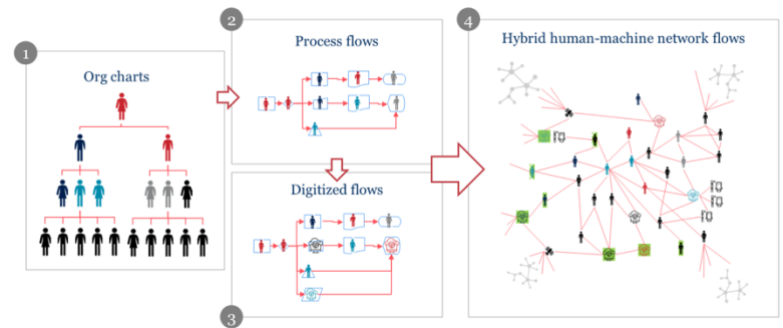 1
Org charts
2
Process flows
3
Digitized flows
4
Hybrid human-machine network flows